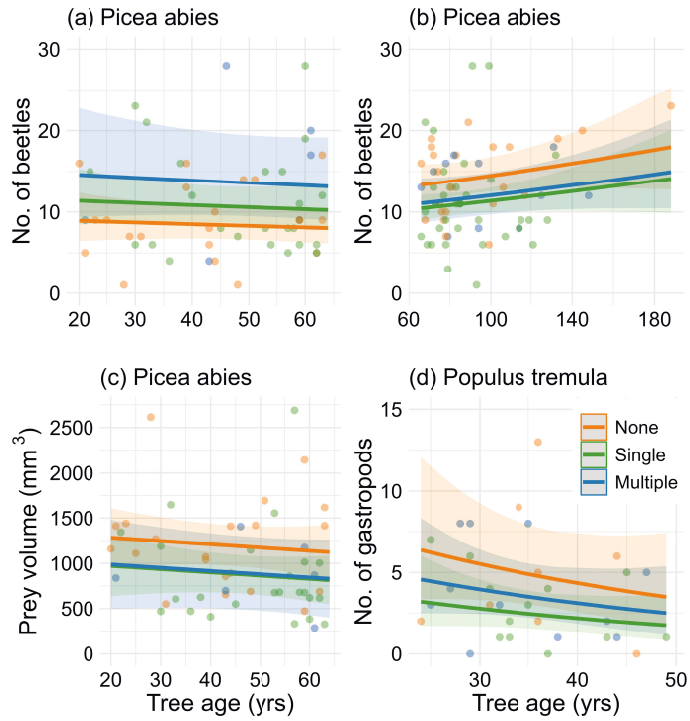 (a) Picea abies
(b) Picea abies
No. of beetles
30
20
10
0
20 30 40 50 60
No. of beetles
30
20
10
0
60 100 140 180
(c) Picea abies
(d) Populus tremula
Prey volume (mm³)
2500
2000
1500
1000
500
0
20 30 40 50 60
Tree age (yrs)
No. of gastropods
15
10
5
0
30 40 50
Tree age (yrs)
None
Single
Multiple